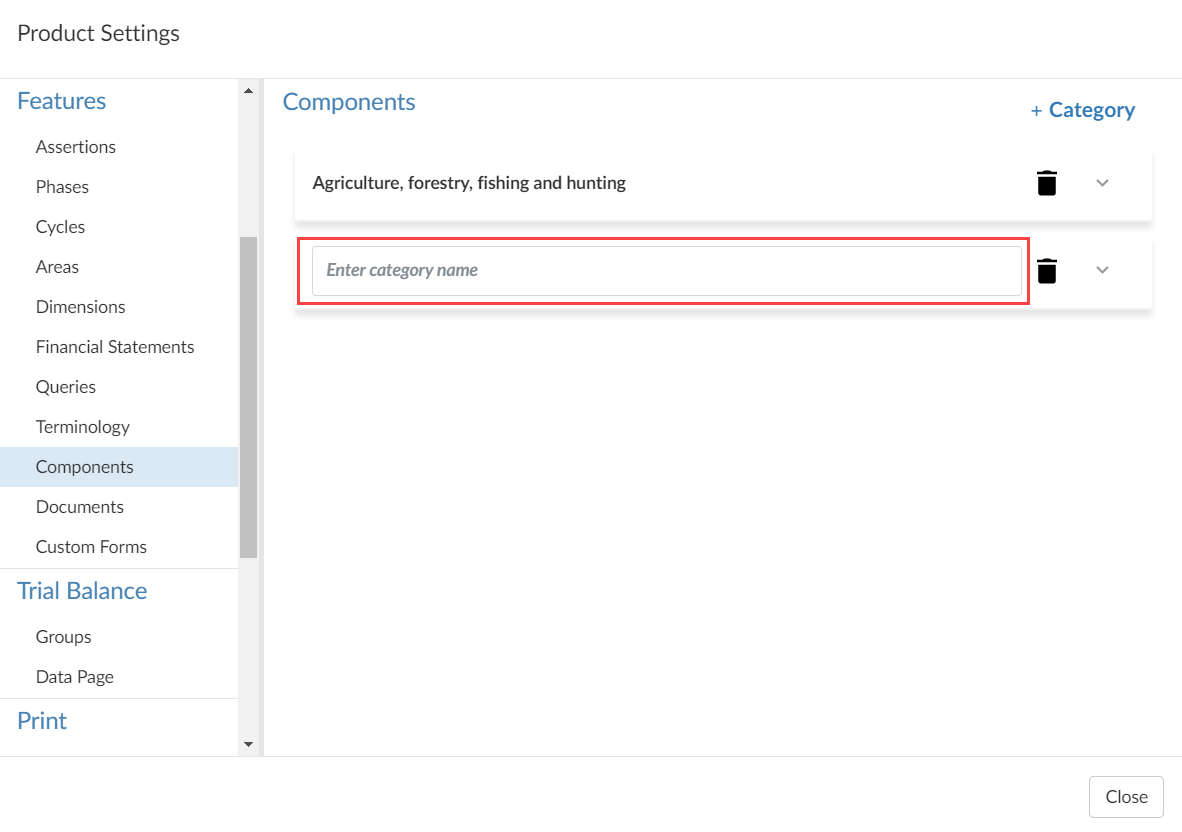 Product Settings
Features
Assertions
Phases
Cycles
Areas
Dimensions
Financial Statements
Queries
Terminology
Components
Documents
Custom Forms
Trial Balance
Groups
Data Page
Print
Components
+ Category
Agriculture, forestry, fishing and hunting
Enter category name
Close